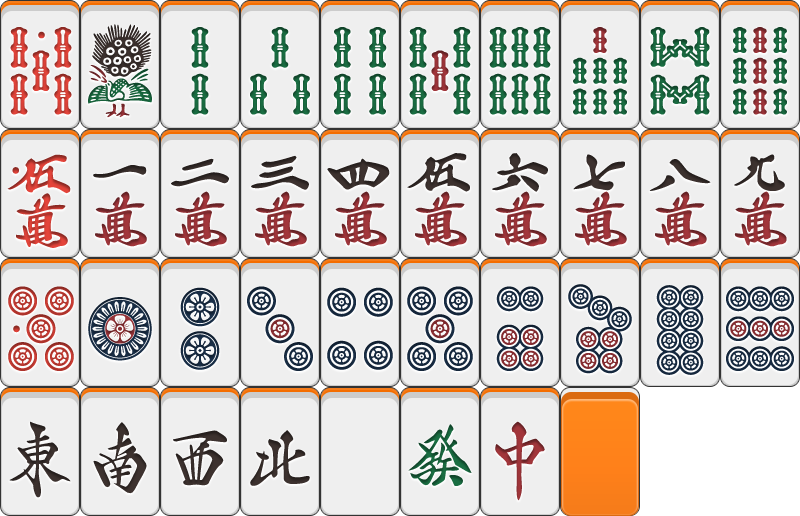 伍 一 二 三 四 伍 六 七 八 九
萬 萬 萬 萬 萬 萬 萬 萬 萬 萬
東 南 西 北 發 中